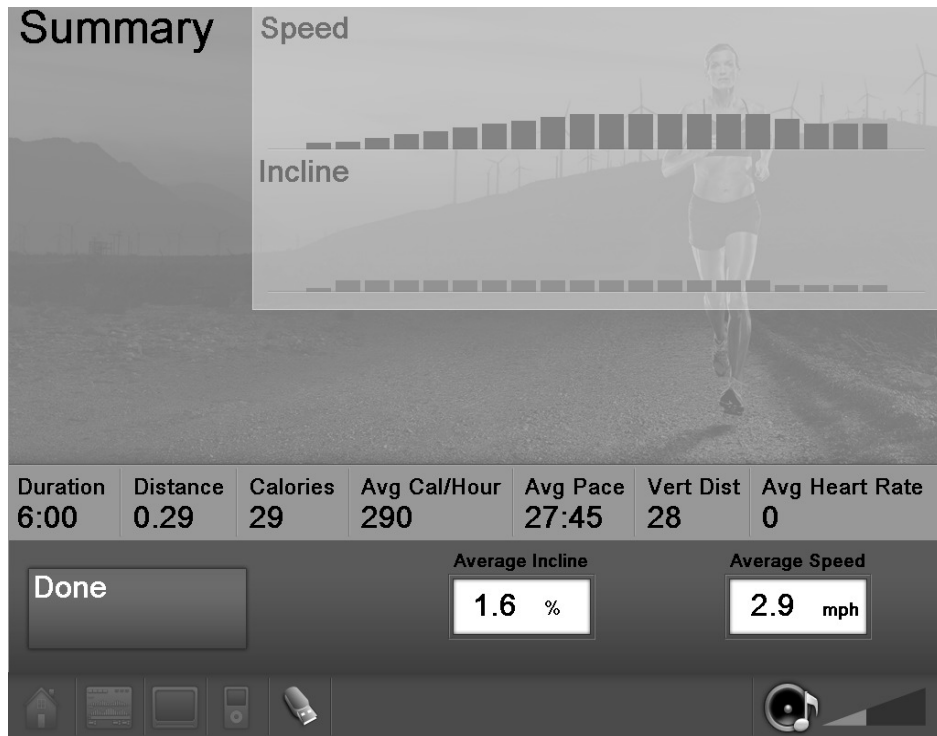 Summary
Speed
Incline
Duration Distance Calories Avg Cal/Hour Avg Pace Vert Dist Avg Heart Rate
6:00 0.29 29 290 27:45 28 0
Average Incline Average Speed
Done
1.6 % 2.9 mph